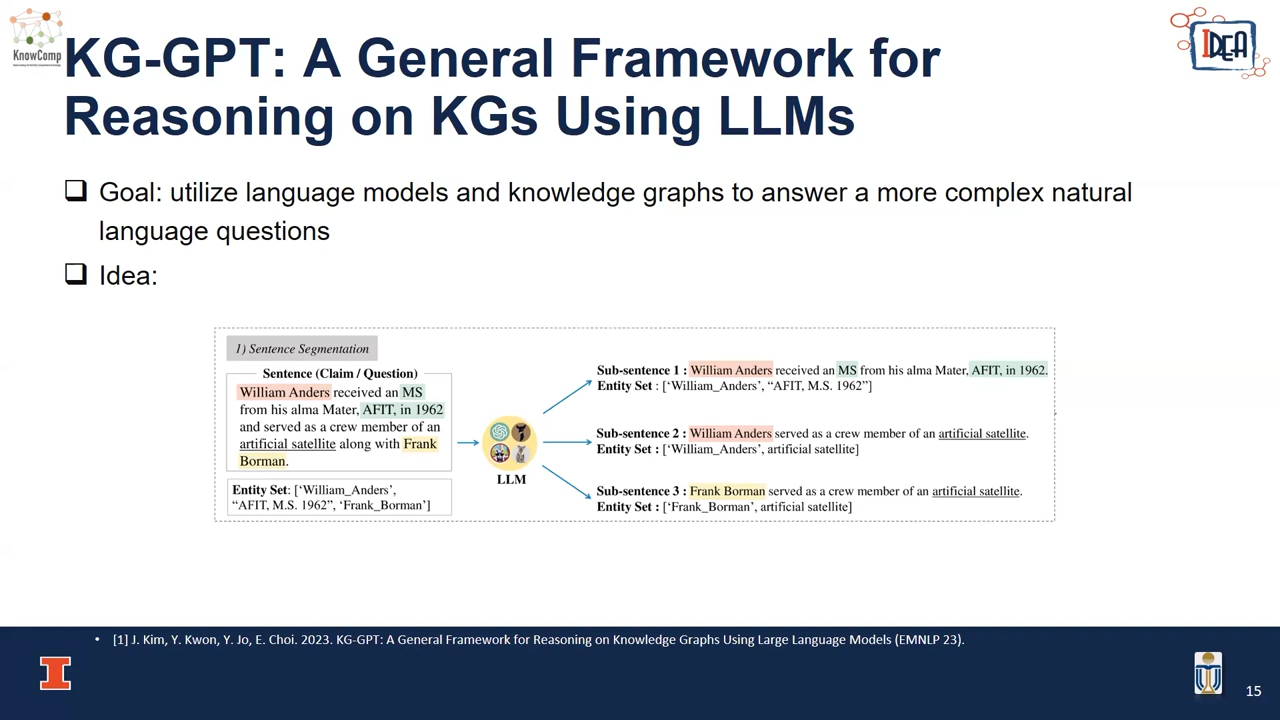 KnowComp
IDEA
KG-GPT: A General Framework for
Reasoning on KGs Using LLMs
Goal: utilize language models and knowledge graphs to answer a more complex natural
language questions
Idea:
1) Sentence Segmentation
Sentence (Claim / Question)
William Anders received an MS
from his alma Mater, AFIT, in 1962
and served as a crew member of an
artificial satellite along with Frank
Borman.
Entity Set: ['William_Anders',
“AFIT, M.S. 1962”, 'Frank_Borman']
LLM
Sub-sentence 1 : William Anders received an MS from his alma Mater, AFIT, in 1962.
Entity Set : ['William_Anders', “AFIT, M.S. 1962”]
Sub-sentence 2 : William Anders served as a crew member of an artificial satellite.
Entity Set : ['William_Anders', artificial satellite]
Sub-sentence 3 : Frank Borman served as a crew member of an artificial satellite.
Entity Set : ['Frank_Borman', artificial satellite]
• [1] J. Kim, Y. Kwon, Y. Jo, E. Choi. 2023. KG-GPT: A General Framework for Reasoning on Knowledge Graphs Using Large Language Models (EMNLP 23).
15